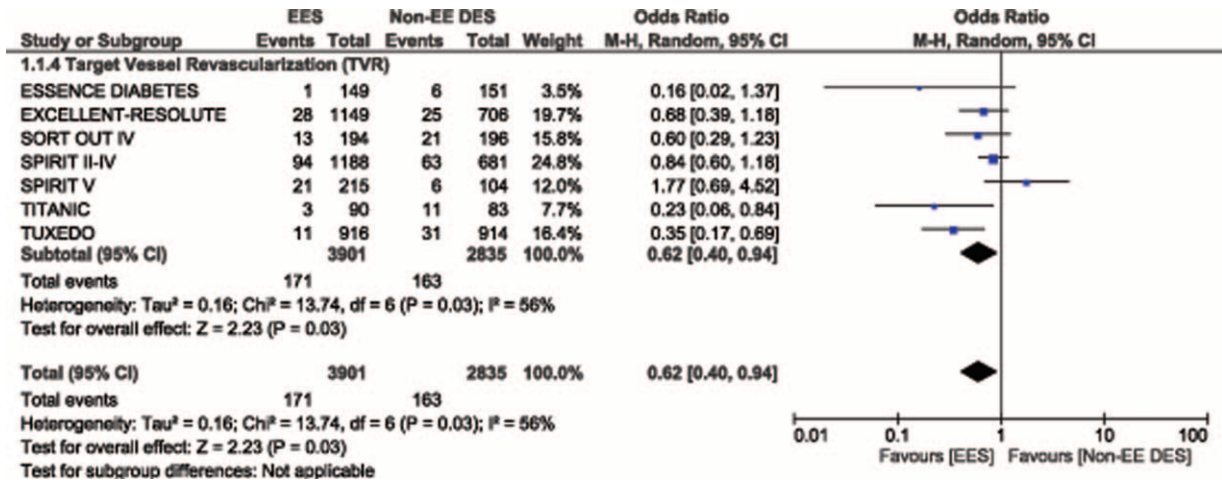 EES Non-EE DES Odds Ratio Odds Ratio
Study or Subgroup Events Total Events Total Weight M-H, Random, 95% CI M-H, Random, 95% CI
1.1.4 Target Vessel Revascularization (TVR)
ESSENCE DIABETES 1 149 6 151 3.5% 0.16 [0.02, 1.37]
EXCELLENT-RESOLUTE 28 1149 25 706 19.7% 0.68 [0.39, 1.18]
SORT OUT IV 13 194 21 196 15.8% 0.60 [0.29, 1.23]
SPIRIT II-IV 94 1188 63 681 24.8% 0.84 [0.60, 1.18]
SPIRIT V 21 215 6 104 12.0% 1.77 [0.69, 4.52]
TITANIC 3 90 11 83 7.7% 0.23 [0.06, 0.84]
TUXEDO 11 916 31 914 16.4% 0.35 [0.17, 0.69]
Subtotal (95% CI) 3901 2835 100.0% 0.62 [0.40, 0.94]
Total events 171 163
Heterogeneity: Tau² = 0.16; Chi² = 13.74, df = 6 (P = 0.03); I² = 56%
Test for overall effect: Z = 2.23 (P = 0.03)
Total (95% CI) 3901 2835 100.0% 0.62 [0.40, 0.94]
Total events 171 163
Heterogeneity: Tau² = 0.16; Chi² = 13.74, df = 6 (P = 0.03); I² = 56%
Test for overall effect: Z = 2.23 (P = 0.03)
Test for subgroup differences: Not applicable
0.01 0.1 1 10 100
Favours [EES] Favours [Non-EE DES]